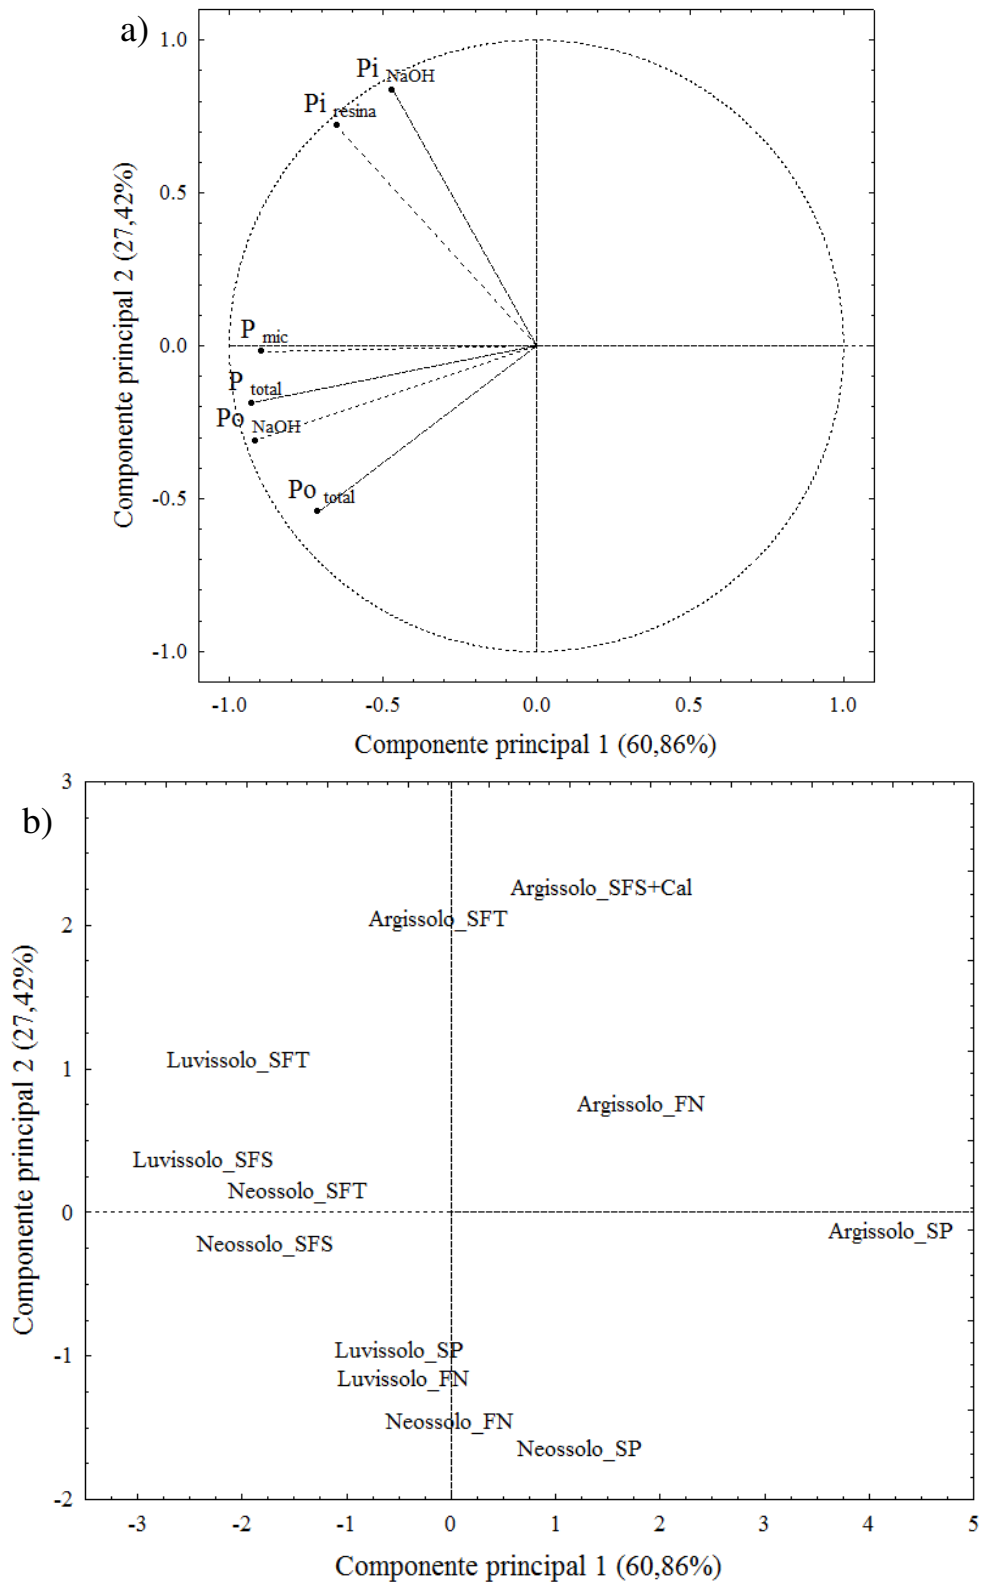 a)
1.0
Pi NaOH
Pi resina
0.5
0.0
P mic
P total
Po NaOH
Po total
-0.5
-1.0
Componente principal 2 (27,42%)
-1.0 -0.5 0.0 0.5 1.0
Componente principal 1 (60,86%)
b)
3
Argissolo_SFS+Cal
2
Argissolo_SFT
Luvissolo_SFT
1
Argissolo_FN
Luvissolo_SFS
Neossolo_SFT
0
Argissolo_SP
Neossolo_SFS
Luvissolo_SP
-1
Luvissolo_FN
Neossolo_FN
Neossolo_SP
-2
Componente principal 2 (27,42%)
-3 -2 -1 0 1 2 3 4 5
Componente principal 1 (60,86%)